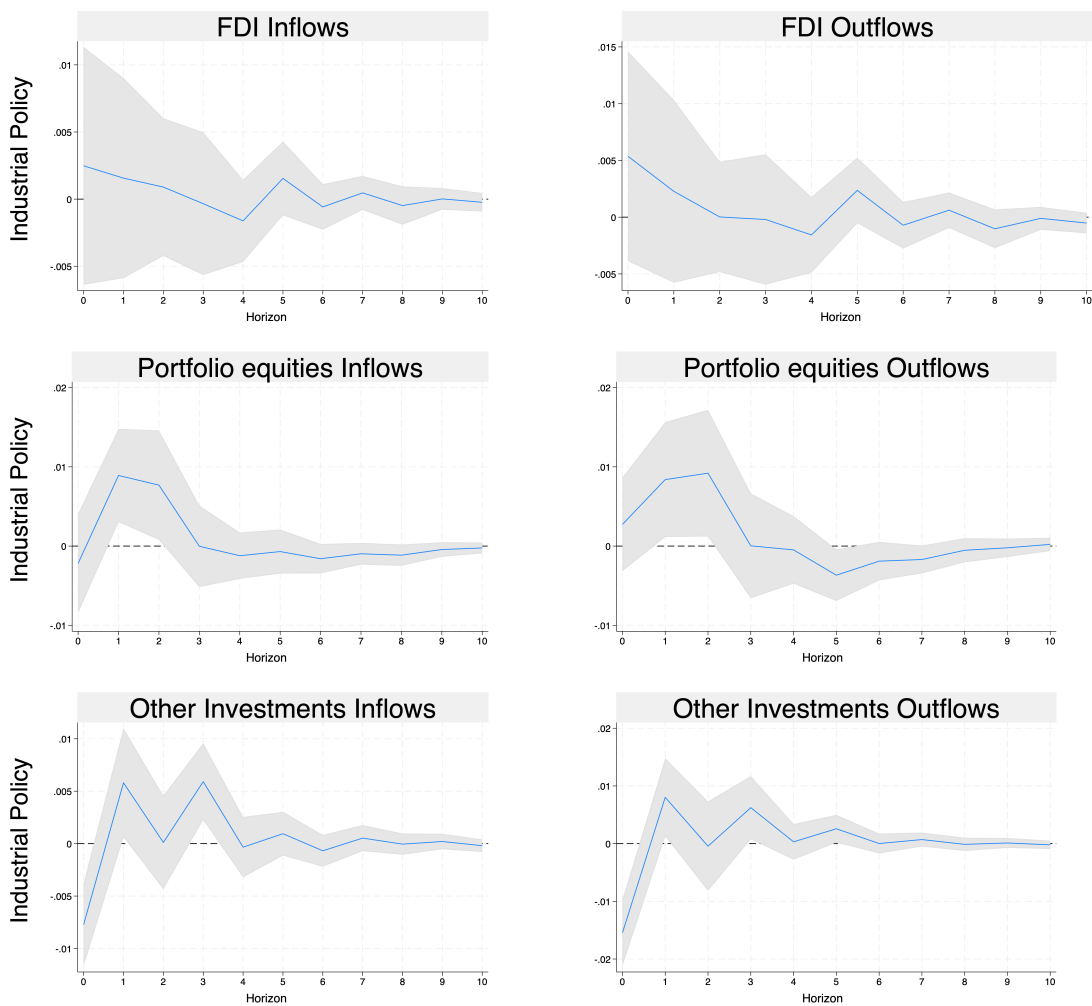 FDI Inflows
Industrial Policy
.01
.005
0
-.005
0 1 2 3 4 5 6 7 8 9 10
Horizon
FDI Outflows
.015
.01
.005
0
-.005
0 1 2 3 4 5 6 7 8 9 10
Horizon
Portfolio equities Inflows
Industrial Policy
.02
.01
0
-.01
0 1 2 3 4 5 6 7 8 9 10
Horizon
Portfolio equities Outflows
.02
.01
0
-.01
0 1 2 3 4 5 6 7 8 9 10
Horizon
Other Investments Inflows
Industrial Policy
.01
.005
0
-.005
-.01
0 1 2 3 4 5 6 7 8 9 10
Horizon
Other Investments Outflows
.02
.01
0
-.01
-.02
0 1 2 3 4 5 6 7 8 9 10
Horizon